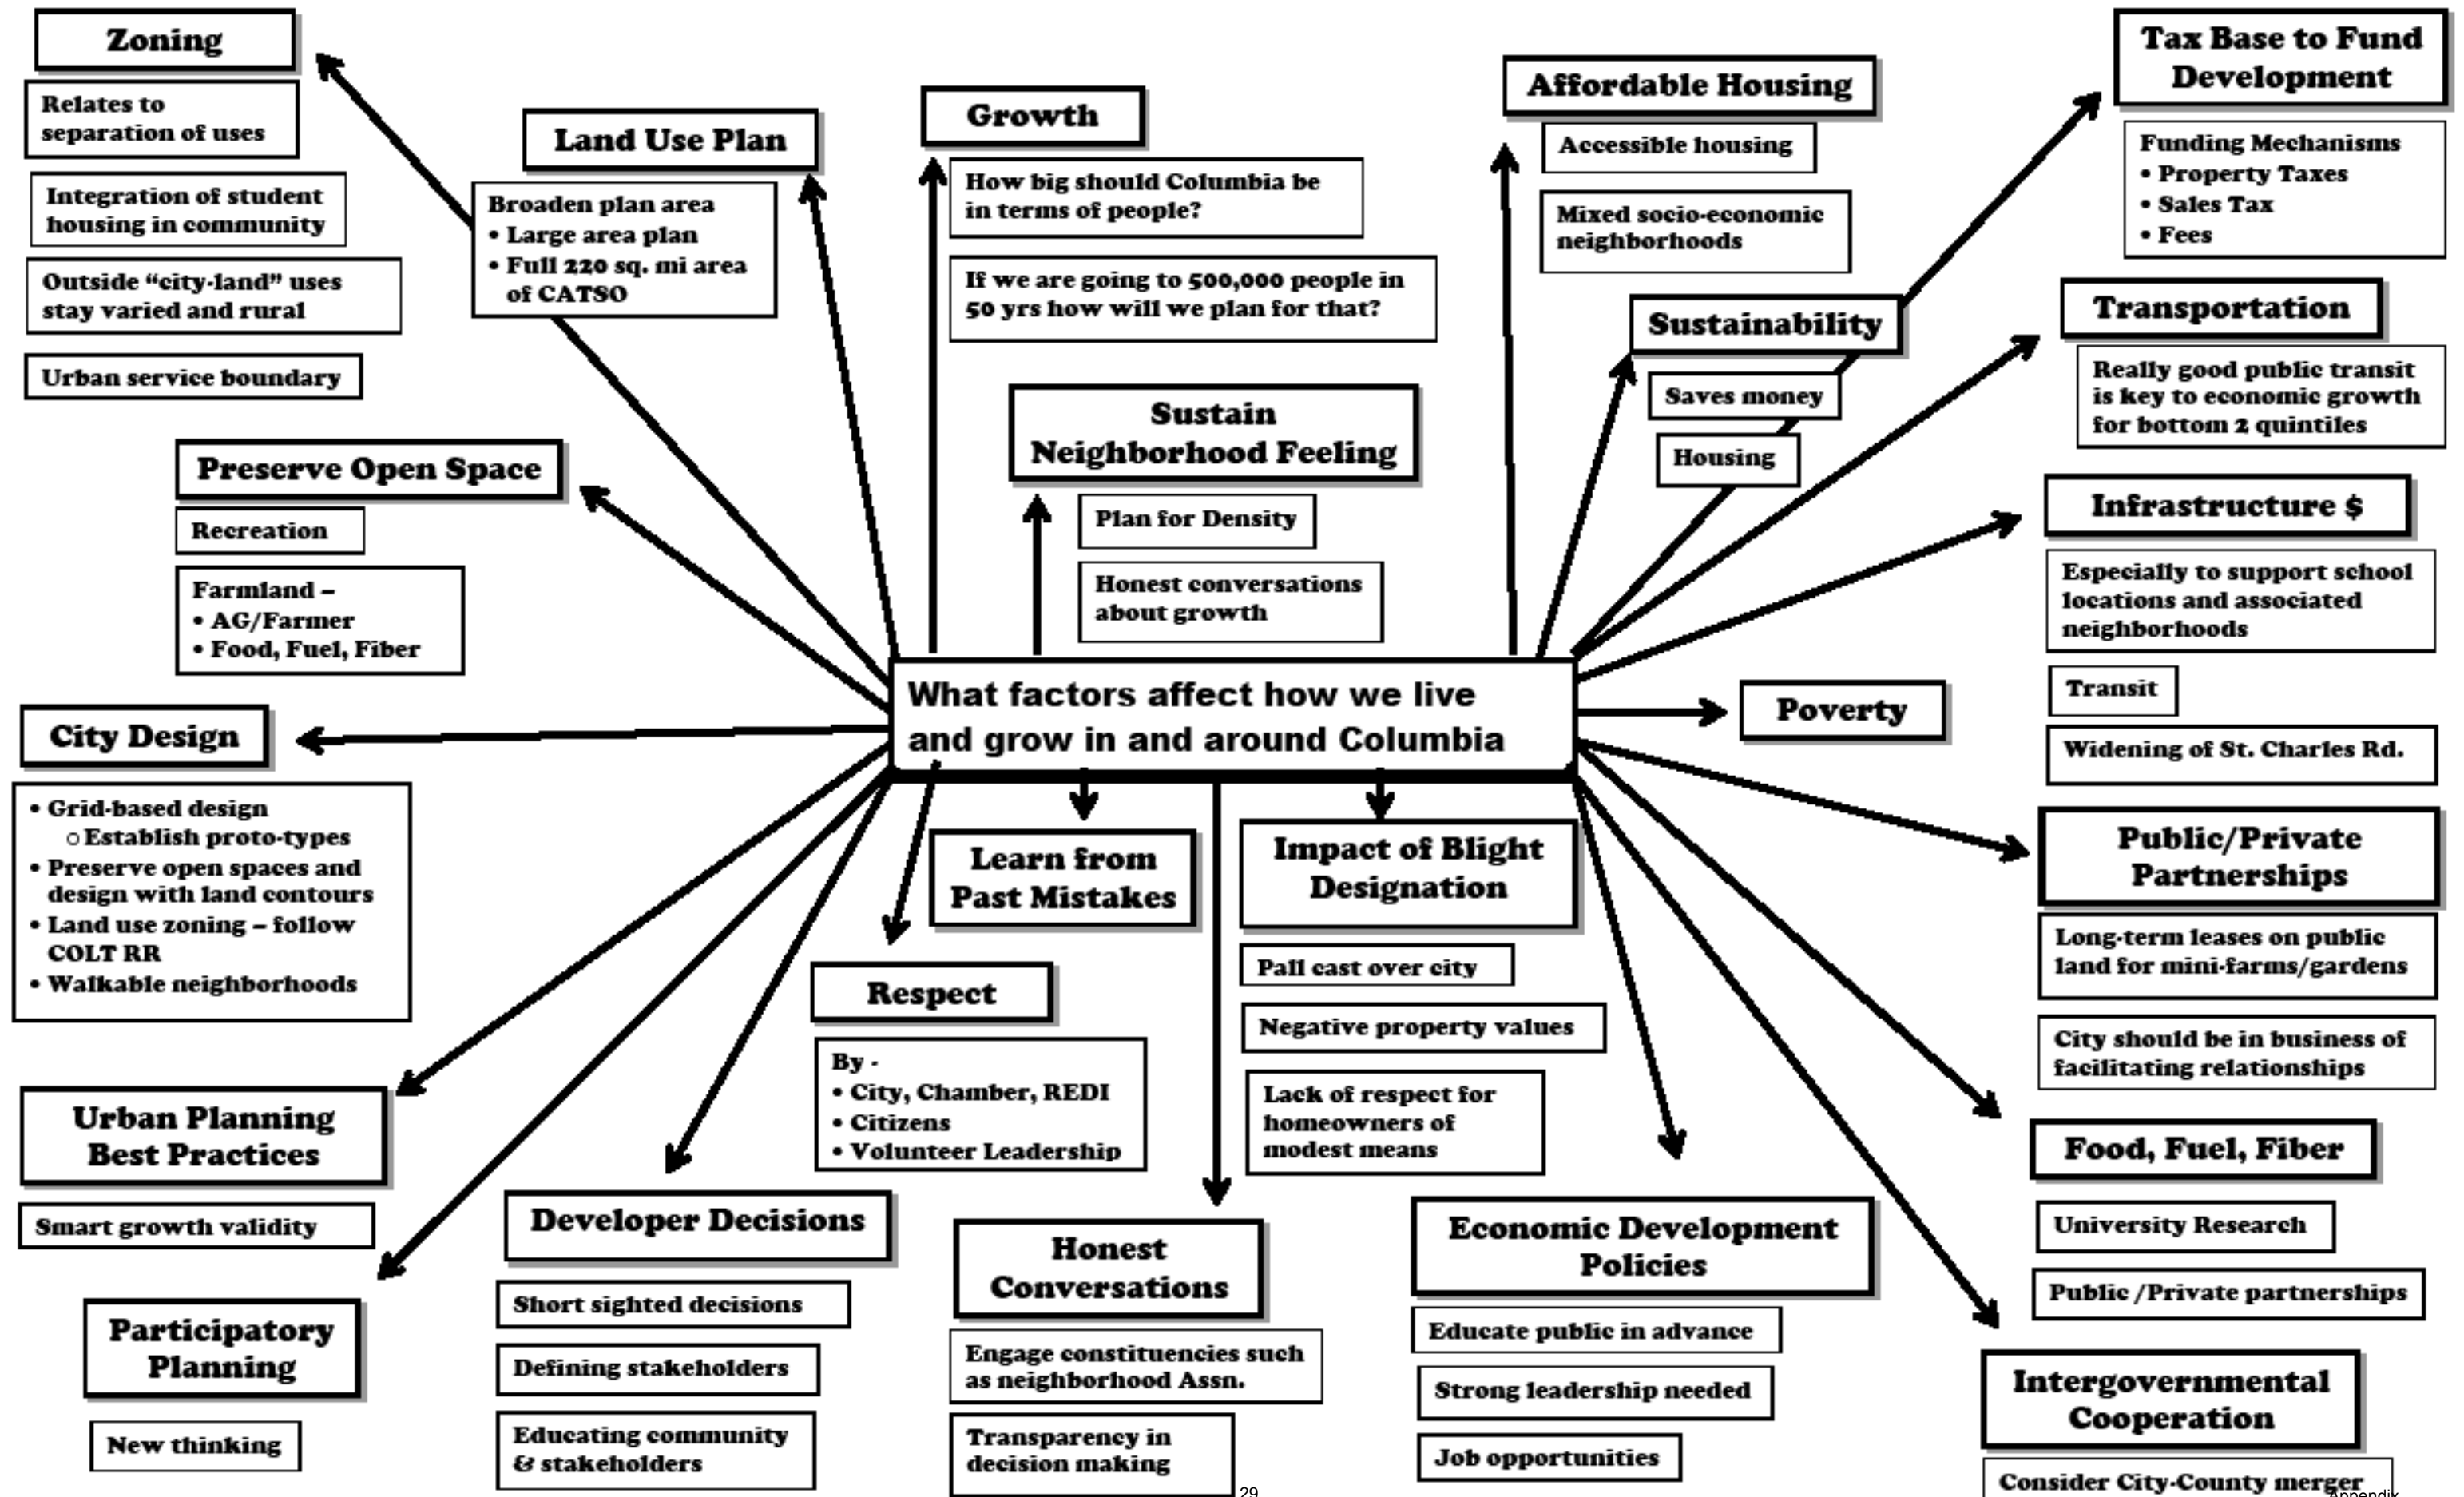 Zoning
Relates to
separation of uses
Integration of student
housing in community
Outside “city-land” uses
stay varied and rural
Urban service boundary
Land Use Plan
Broaden plan area
• Large area plan
• Full 220 sq. mi area
of CATSO
Growth
How big should Columbia be
in terms of people?
If we are going to 500,000 people in
50 yrs how will we plan for that?
Sustain
Neighborhood Feeling
Plan for Density
Honest conversations
about growth
Affordable Housing
Accessible housing
Mixed socio-economic
neighborhoods
Sustainability
Saves money
Housing
Tax Base to Fund
Development
Funding Mechanisms
• Property Taxes
• Sales Tax
• Fees
Transportation
Really good public transit
is key to economic growth
for bottom 2 quintiles
Infrastructure $
Especially to support school
locations and associated
neighborhoods
Transit
Widening of St. Charles Rd.
Preserve Open Space
Recreation
Farmland –
• AG/Farmer
• Food, Fuel, Fiber
What factors affect how we live
and grow in and around Columbia
Poverty
City Design
• Grid-based design
○ Establish proto-types
• Preserve open spaces and
design with land contours
• Land use zoning – follow
COLT RR
• Walkable neighborhoods
Urban Planning
Best Practices
Smart growth validity
Participatory
Planning
New thinking
Developer Decisions
Short sighted decisions
Defining stakeholders
Educating community
& stakeholders
Respect
By -
• City, Chamber, REDI
• Citizens
• Volunteer Leadership
Learn from
Past Mistakes
Honest
Conversations
Engage constituencies such
as neighborhood Assn.
Transparency in
decision making
Impact of Blight
Designation
Pall cast over city
Negative property values
Lack of respect for
homeowners of
modest means
Economic Development
Policies
Educate public in advance
Strong leadership needed
Job opportunities
Public/Private
Partnerships
Long-term leases on public
land for mini-farms/gardens
City should be in business of
facilitating relationships
Food, Fuel, Fiber
University Research
Public /Private partnerships
Intergovernmental
Cooperation
Consider City-County merger
29
Appendix